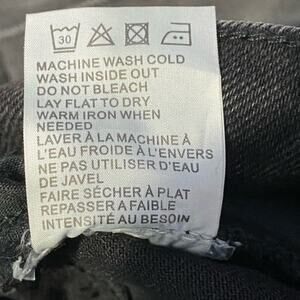 30
MACHINE WASH COLD
WASH INSIDE OUT
DO NOT BLEACH
LAY FLAT TO DRY
WARM IRON WHEN
NEEDED
LAVER À LA MACHINE À
L'EAU FROIDE À L'ENVERS
NE PAS UTILISER D'EAU
DE JAVEL
FAIRE SÉCHER À PLAT
REPASSER A FAIBLE
INTENSITÉ AU BESOIN